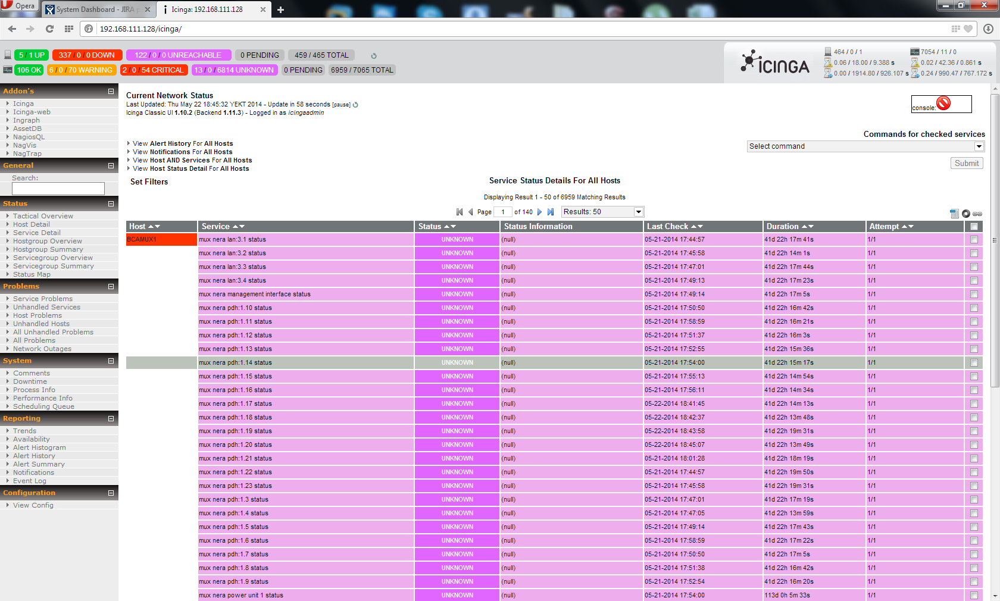 Opera
System Dashboard - JIRA p
Icinga: 192.168.111.128
192.168.111.128/icinga/
5 / 1 UP
337 / 0 / 0 DOWN
122 / 0 / 0 UNREACHABLE
0 PENDING
459 / 465 TOTAL
106 OK
6 / 0 / 70 WARNING
2 / 0 / 54 CRITICAL
13 / 0 / 6814 UNKNOWN
0 PENDING
6959 / 7065 TOTAL
ICINGA
464 / 0 / 1
7054 / 11 / 0
0.06 / 18.00 / 9.388 s
0.02 / 42.36 / 0.861 s
0.00 / 1914.80 / 926.107 s
0.24 / 990.47 / 767.172 s
Addon's
Icinga
Icinga-web
Ingraph
AssetDB
NagiosQL
NagVis
NagTrap
General
Search:
Status
Tactical Overview
Host Detail
Service Detail
Hostgroup Overview
Hostgroup Summary
Servicegroup Overview
Servicegroup Summary
Status Map
Problems
Service Problems
Unhandled Services
Host Problems
Unhandled Hosts
All Unhandled Problems
All Problems
Network Outages
System
Comments
Downtime
Process Info
Performance Info
Scheduling Queue
Reporting
Trends
Availability
Alert Histogram
Alert History
Alert Summary
Notifications
Event Log
Configuration
View Config
Current Network Status
Last Updated: Thu May 22 18:45:32 YEKT 2014 - Update in 58 seconds [pause]
Icinga Classic UI 1.10.2 (Backend 1.11.3) - Logged in as icingaadmin
console:
View Alert History For All Hosts
View Notifications For All Hosts
View Host AND Services For All Hosts
View Host Status Detail For All Hosts
Commands for checked services
Select command
Submit
Set Filters
Service Status Details For All Hosts
Displaying Result 1 - 50 of 6959 Matching Results
Page 1 of 140 Results: 50
Host Service Status Status Information Last Check Duration Attempt
BCAMUX1 mux nera lan:3.1 status UNKNOWN (null) 05-21-2014 17:44:57 41d 22h 17m 41s 1/1
mux nera lan:3.2 status UNKNOWN (null) 05-21-2014 17:45:58 41d 22h 14m 1s 1/1
mux nera lan:3.3 status UNKNOWN (null) 05-21-2014 17:47:01 41d 22h 17m 44s 1/1
mux nera lan:3.4 status UNKNOWN (null) 05-21-2014 17:49:13 41d 22h 17m 23s 1/1
mux nera management interface status UNKNOWN (null) 05-21-2014 17:49:14 41d 22h 17m 5s 1/1
mux nera pdh:1.10 status UNKNOWN (null) 05-21-2014 17:50:50 41d 22h 16m 42s 1/1
mux nera pdh:1.11 status UNKNOWN (null) 05-21-2014 17:58:59 41d 22h 16m 21s 1/1
mux nera pdh:1.12 status UNKNOWN (null) 05-21-2014 17:51:37 41d 22h 16m 3s 1/1
mux nera pdh:1.13 status UNKNOWN (null) 05-21-2014 17:52:55 41d 22h 15m 36s 1/1
mux nera pdh:1.14 status UNKNOWN (null) 05-21-2014 17:54:00 41d 22h 15m 17s 1/1
mux nera pdh:1.15 status UNKNOWN (null) 05-21-2014 17:55:13 41d 22h 14m 54s 1/1
mux nera pdh:1.16 status UNKNOWN (null) 05-21-2014 17:56:11 41d 22h 14m 34s 1/1
mux nera pdh:1.17 status UNKNOWN (null) 05-22-2014 18:41:45 41d 22h 14m 13s 1/1
mux nera pdh:1.18 status UNKNOWN (null) 05-22-2014 18:42:37 41d 22h 13m 48s 1/1
mux nera pdh:1.19 status UNKNOWN (null) 05-22-2014 18:43:58 41d 22h 19m 31s 1/1
mux nera pdh:1.20 status UNKNOWN (null) 05-22-2014 18:45:07 41d 22h 13m 49s 1/1
mux nera pdh:1.21 status UNKNOWN (null) 05-21-2014 18:01:28 41d 22h 18m 19s 1/1
mux nera pdh:1.22 status UNKNOWN (null) 05-21-2014 17:44:57 41d 22h 19m 50s 1/1
mux nera pdh:1.23 status UNKNOWN (null) 05-21-2014 17:45:58 41d 22h 19m 31s 1/1
mux nera pdh:1.3 status UNKNOWN (null) 05-21-2014 17:47:01 41d 22h 17m 19s 1/1
mux nera pdh:1.4 status UNKNOWN (null) 05-21-2014 17:47:05 41d 22h 13m 59s 1/1
mux nera pdh:1.5 status UNKNOWN (null) 05-21-2014 17:49:14 41d 22h 17m 43s 1/1
mux nera pdh:1.6 status UNKNOWN (null) 05-21-2014 17:58:59 41d 22h 17m 22s 1/1
mux nera pdh:1.7 status UNKNOWN (null) 05-21-2014 17:50:50 41d 22h 17m 5s 1/1
mux nera pdh:1.8 status UNKNOWN (null) 05-21-2014 17:51:38 41d 22h 16m 42s 1/1
mux nera pdh:1.9 status UNKNOWN (null) 05-21-2014 17:52:54 41d 22h 16m 20s 1/1
mux nera power unit 1 status UNKNOWN (null) 05-21-2014 17:54:00 113d 0h 5m 33s 1/1